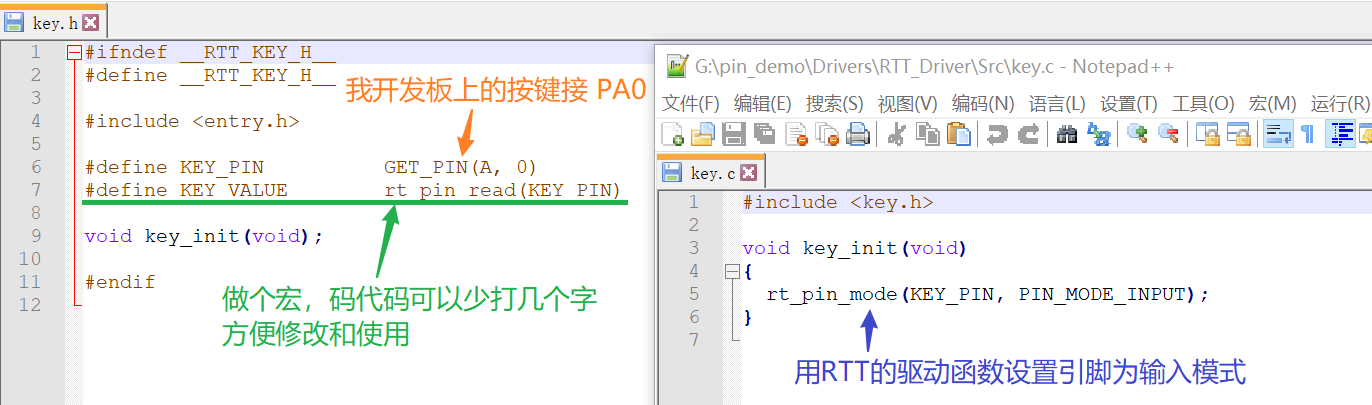 key.h
1 #ifndef __RTT_KEY_H__
2 #define __RTT_KEY_H__
3
4 #include <entry.h>
5
6 #define KEY_PIN GET_PIN(A, 0)
7 #define KEY_VALUE rt_pin_read(KEY_PIN)
8
9 void key_init(void);
10
11 #endif
12
我开发板上的按键接 PA0
做个宏，码代码可以少打几个字
方便修改和使用
G:\pin_demo\Drivers\RTT_Driver\Src\key.c - Notepad++
文件(F) 编辑(E) 搜索(S) 视图(V) 编码(N) 语言(L) 设置(T) 工具(O) 宏(M) 运行(R)
key.c
1 #include <key.h>
2
3 void key_init(void)
4 {
5 rt_pin_mode(KEY_PIN, PIN_MODE_INPUT);
6 }
7
用RTT的驱动函数设置引脚为输入模式